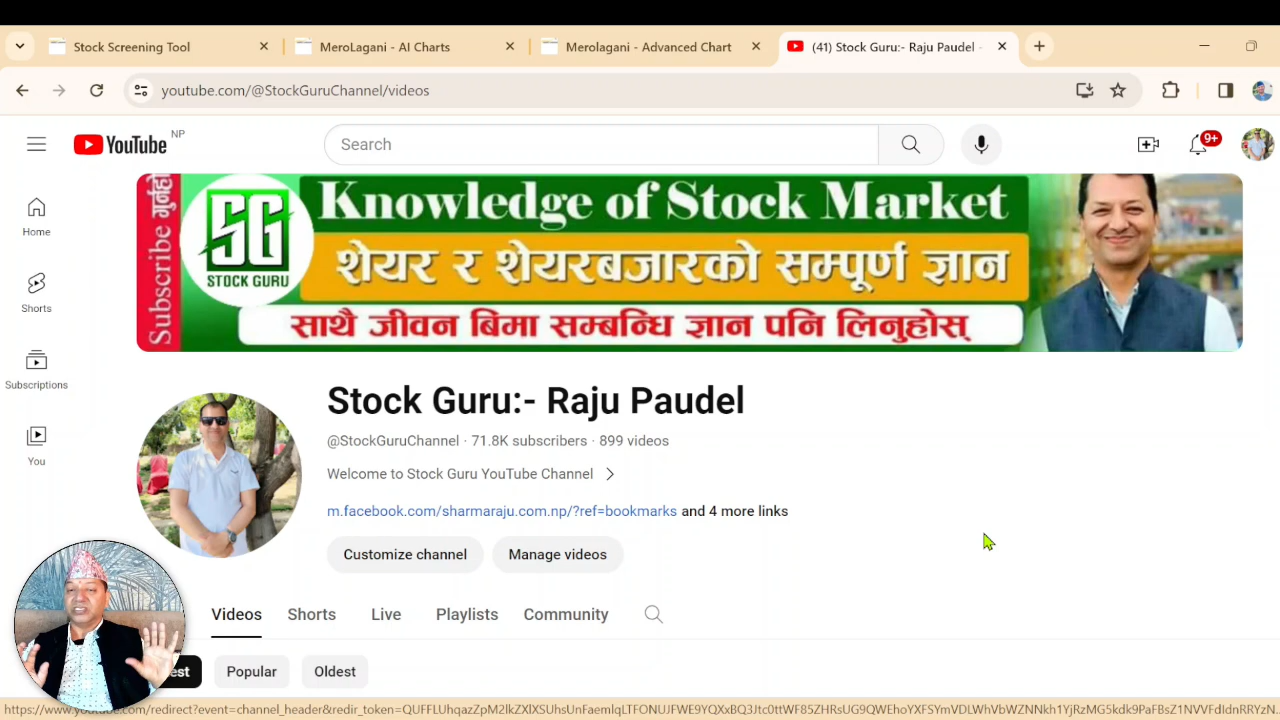 Stock Screening Tool
MeroLagani - AI Charts
Merolagani - Advanced Chart
(41) Stock Guru:- Raju Paudel -
youtube.com/@StockGuruChannel/videos
YouTube NP
Search
9+
Home
Shorts
Subscriptions
You
Subscribe गर्नुहोस्
SG
STOCK GURU
Knowledge of Stock Market
शेयर र शेयरबजारको सम्पूर्ण ज्ञान
साथै जीवन बिमा सम्बन्धि ज्ञान पनि लिनुहोस्
Stock Guru:- Raju Paudel
@StockGuruChannel · 71.8K subscribers · 899 videos
Welcome to Stock Guru YouTube Channel
m.facebook.com/sharmaraju.com.np/?ref=bookmarks and 4 more links
Customize channel
Manage videos
Videos
Shorts
Live
Playlists
Community
Popular
Oldest